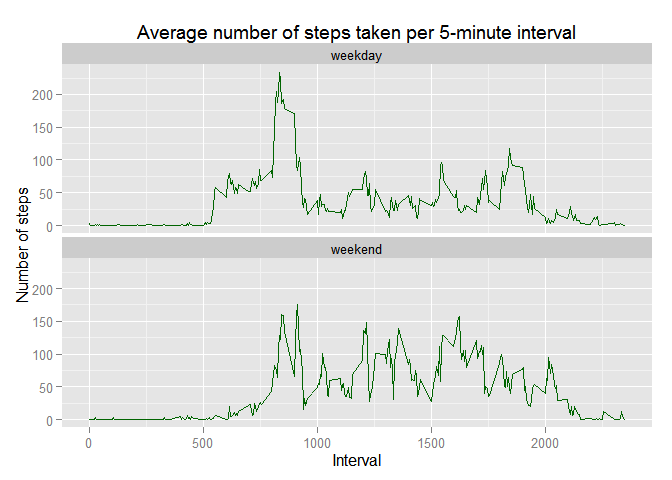 Average number of steps taken per 5-minute interval
weekday
200
150
100
50
0
weekend
200
150
100
50
0
Number of steps
0 500 1000 1500 2000
Interval